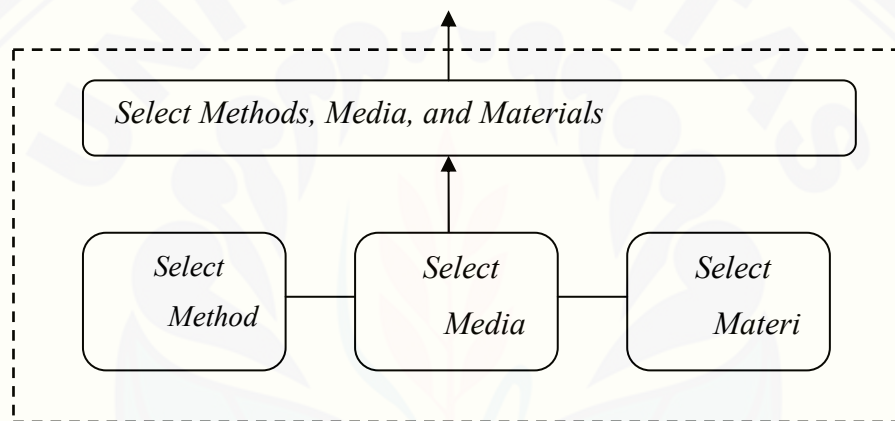 Select Methods, Media, and Materials
Select
Method
Select
Media
Select
Materi